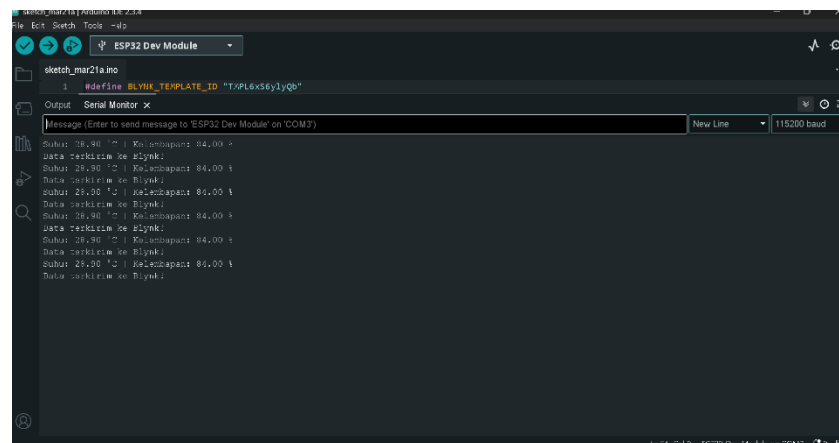 sketch_mar21a | Arduino IDE 2.3.4
File Edit Sketch Tools Help
ESP32 Dev Module
sketch_mar21a.ino
1 #define BLYNK_TEMPLATE_ID "TMPL6xS6ylyQb"
Output Serial Monitor ×
Message (Enter to send message to 'ESP32 Dev Module' on 'COM3')
New Line
115200 baud
Suhu: 28.90 °C | Kelembapan: 84.00 %
Data terkirim ke Blynk!
Suhu: 28.90 °C | Kelembapan: 84.00 %
Data terkirim ke Blynk!
Suhu: 28.90 °C | Kelembapan: 84.00 %
Data terkirim ke Blynk!
Suhu: 28.90 °C | Kelembapan: 84.00 %
Data terkirim ke Blynk!
Suhu: 28.90 °C | Kelembapan: 84.00 %
Data terkirim ke Blynk!
Suhu: 28.90 °C | Kelembapan: 84.00 %
Data terkirim ke Blynk!